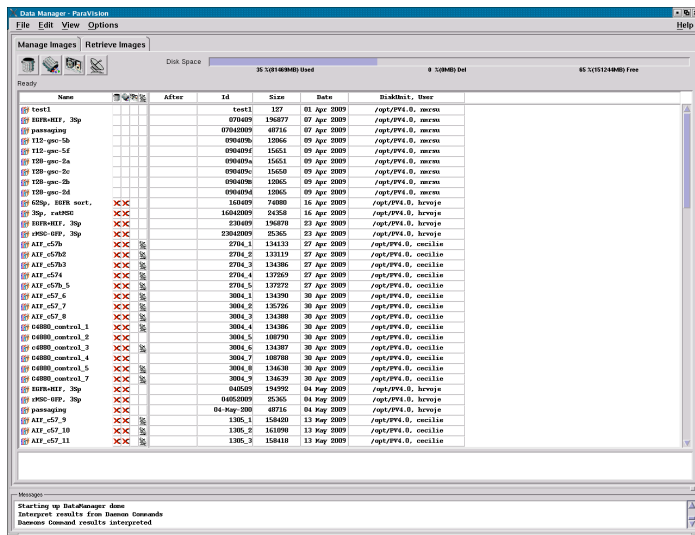 Data Manager - ParaVision
File Edit View Options Help
Manage Images Retrieve Images
Disk Space
35 %(81469MB) Used 0 %(0MB) Del 65 %(151244MB) Free
Ready
Name After Id Size Date DiskUnit, User
test1 test1 127 01 Apr 2009 /opt/PV4.0, nmrsu
EGFR+HIF, 3Sp 070409 196877 07 Apr 2009 /opt/PV4.0, nmrsu
passaging 07042009 48716 07 Apr 2009 /opt/PV4.0, nmrsu
T12-gsc-5b 090409b 12066 09 Apr 2009 /opt/PV4.0, nmrsu
T12-gsc-5f 090409f 15651 09 Apr 2009 /opt/PV4.0, nmrsu
T28-gsc-2a 090409a 15651 09 Apr 2009 /opt/PV4.0, nmrsu
T28-gsc-2c 090409c 15650 09 Apr 2009 /opt/PV4.0, nmrsu
T28-gsc-2b 090409B 12065 09 Apr 2009 /opt/PV4.0, nmrsu
T28-gsc-2d 090409d 12065 09 Apr 2009 /opt/PV4.0, nmrsu
62Sp, EGFR sort. 160409 74080 16 Apr 2009 /opt/PV4.0, hrvoje
3Sp, ratMSC 16042009 24358 16 Apr 2009 /opt/PV4.0, hrvoje
EGFR+HIF, 3Sp 230409 196878 23 Apr 2009 /opt/PV4.0, hrvoje
rMSC-GFP, 3Sp 23042009 25365 23 Apr 2009 /opt/PV4.0, hrvoje
AIF_c57b 2704_1 134133 27 Apr 2009 /opt/PV4.0, cecilie
AIF_c57b2 2704_2 133119 27 Apr 2009 /opt/PV4.0, cecilie
AIF_c57b3 2704_3 134386 27 Apr 2009 /opt/PV4.0, cecilie
AIF_c574 2704_4 137269 27 Apr 2009 /opt/PV4.0, cecilie
AIF_c57b_5 2704_5 137272 27 Apr 2009 /opt/PV4.0, cecilie
AIF_c57_6 3004_1 134390 30 Apr 2009 /opt/PV4.0, cecilie
AIF_c57_7 3004_2 135726 30 Apr 2009 /opt/PV4.0, cecilie
AIF_c57_8 3004_3 134388 30 Apr 2009 /opt/PV4.0, cecilie
C4880_comtrol_1 3004_4 134386 30 Apr 2009 /opt/PV4.0, cecilie
C4880_comtrol_2 3004_5 108790 30 Apr 2009 /opt/PV4.0, cecilie
c4880_comtrol_3 3004_6 134387 30 Apr 2009 /opt/PV4.0, cecilie
C4880_comtrol_4 3004_7 108788 30 Apr 2009 /opt/PV4.0, cecilie
C4880_comtrol_5 3004_8 134638 30 Apr 2009 /opt/PV4.0, cecilie
C4880_comtrol_7 3004_9 134639 30 Apr 2009 /opt/PV4.0, cecilie
EGFR+HIF, 3Sp 040509 194992 04 May 2009 /opt/PV4.0, hrvoje
rMSC-GFP, 3Sp 04052009 25365 04 May 2009 /opt/PV4.0, hrvoje
passaging 04-May-200 48716 04 May 2009 /opt/PV4.0, hrvoje
AIF_c57_9 1305_1 158420 13 May 2009 /opt/PV4.0, cecilie
AIF_c57_10 1305_2 161098 13 May 2009 /opt/PV4.0, cecilie
AIF_c57_11 1305_3 158418 13 May 2009 /opt/PV4.0, cecilie
Messages
Starting up DataManager done
Interpret results from Daemon Commands
Daemons Command results interpreted